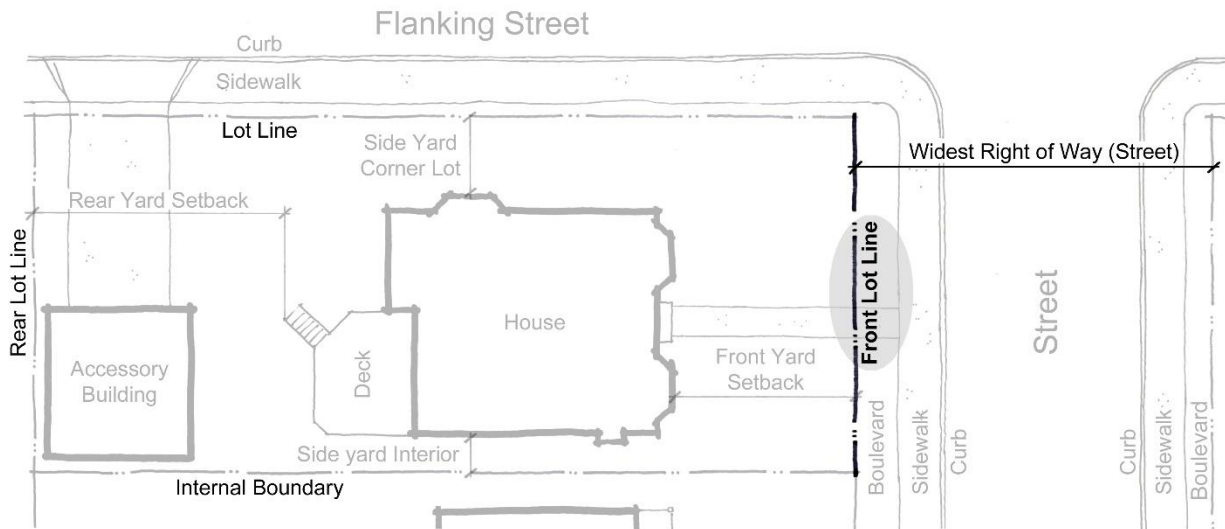 Flanking Street
Curb
Sidewalk
Lot Line
Side Yard
Corner Lot
Widest Right of Way (Street)
Rear Yard Setback
Rear Lot Line
Front Lot Line
Street
House
Accessory
Building
Deck
Front Yard
Setback
Side yard Interior
Internal Boundary
Boulevard
Sidewalk
Curb
Curb
Sidewalk
Boulevard